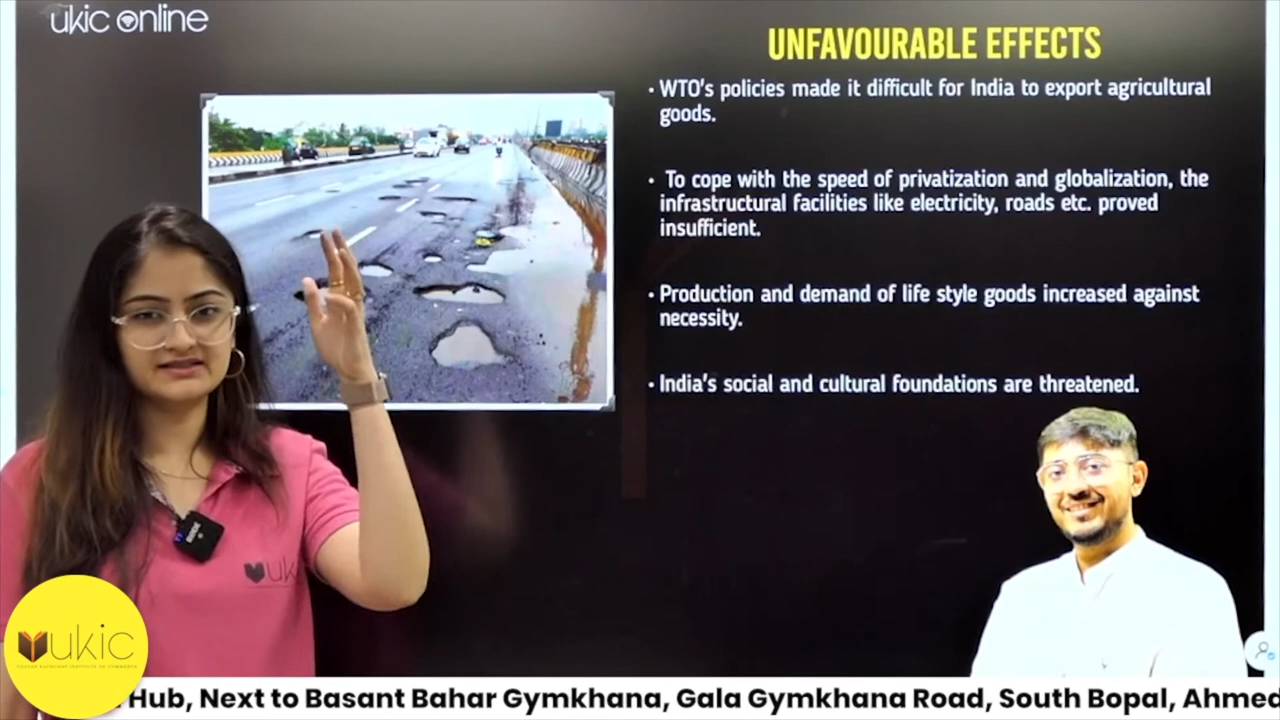 ukic online
UNFAVOURABLE EFFECTS
• WTO's policies made it difficult for India to export agricultural
goods.
• To cope with the speed of privatization and globalization, the
infrastructural facilities like electricity, roads etc. proved
insufficient.
• Production and demand of life style goods increased against
necessity.
• India's social and cultural foundations are threatened.
uk
ukic
Hub, Next to Basant Bahar Gymkhana, Gala Gymkhana Road, South Bopal, Ahmed